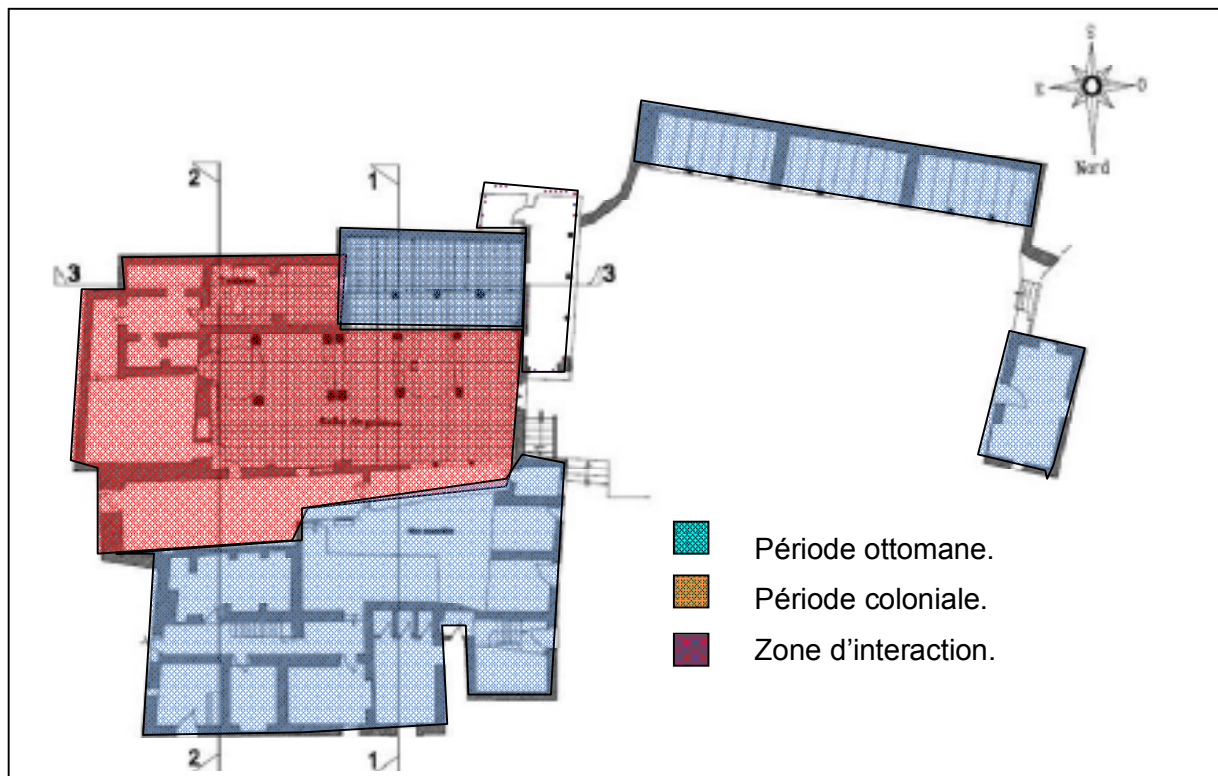 S
E
O
Nord
2
1
3
3
Période ottomane.
Période coloniale.
Zone d'interaction.
2
1